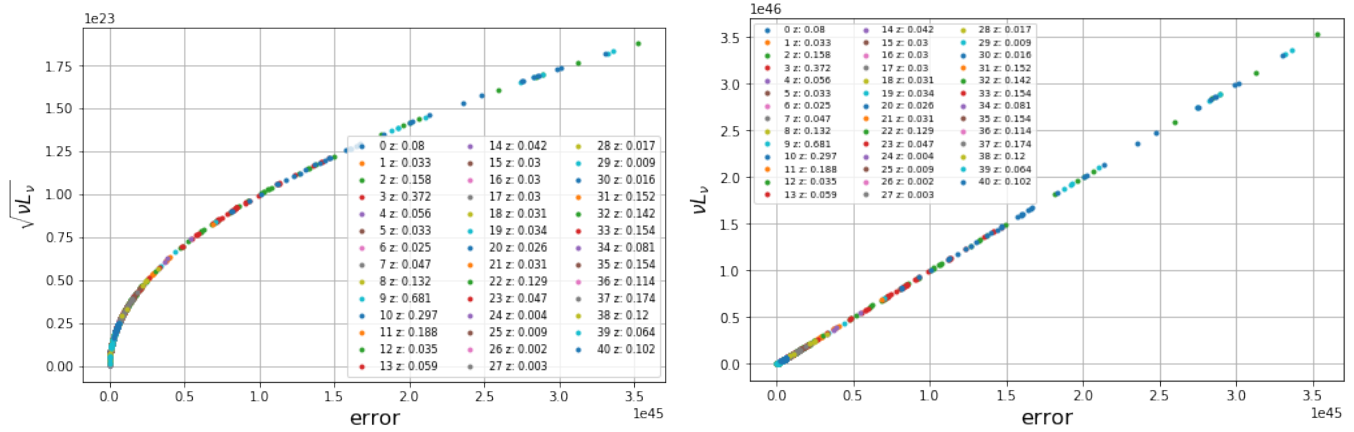 1e23
√νL_ν
1.75
1.50
1.25
1.00
0.75
0.50
0.25
0.00
0 z: 0.08
1 z: 0.033
2 z: 0.158
3 z: 0.372
4 z: 0.056
5 z: 0.033
6 z: 0.025
7 z: 0.047
8 z: 0.132
9 z: 0.681
10 z: 0.297
11 z: 0.188
12 z: 0.035
13 z: 0.059
14 z: 0.042
15 z: 0.03
16 z: 0.03
17 z: 0.03
18 z: 0.031
19 z: 0.034
20 z: 0.026
21 z: 0.031
22 z: 0.129
23 z: 0.047
24 z: 0.004
25 z: 0.009
26 z: 0.002
27 z: 0.003
28 z: 0.017
29 z: 0.009
30 z: 0.016
31 z: 0.152
32 z: 0.142
33 z: 0.154
34 z: 0.081
35 z: 0.154
36 z: 0.114
37 z: 0.174
38 z: 0.12
39 z: 0.064
40 z: 0.102
0.0 0.5 1.0 1.5 2.0 2.5 3.0 3.5
1e45
error
1e46
νL_ν
3.5
3.0
2.5
2.0
1.5
1.0
0.5
0.0
0 z: 0.08
1 z: 0.033
2 z: 0.158
3 z: 0.372
4 z: 0.056
5 z: 0.033
6 z: 0.025
7 z: 0.047
8 z: 0.132
9 z: 0.681
10 z: 0.297
11 z: 0.188
12 z: 0.035
13 z: 0.059
14 z: 0.042
15 z: 0.03
16 z: 0.03
17 z: 0.03
18 z: 0.031
19 z: 0.034
20 z: 0.026
21 z: 0.031
22 z: 0.129
23 z: 0.047
24 z: 0.004
25 z: 0.009
26 z: 0.002
27 z: 0.003
28 z: 0.017
29 z: 0.009
30 z: 0.016
31 z: 0.152
32 z: 0.142
33 z: 0.154
34 z: 0.081
35 z: 0.154
36 z: 0.114
37 z: 0.174
38 z: 0.12
39 z: 0.064
40 z: 0.102
0.0 0.5 1.0 1.5 2.0 2.5 3.0 3.5
1e45
error